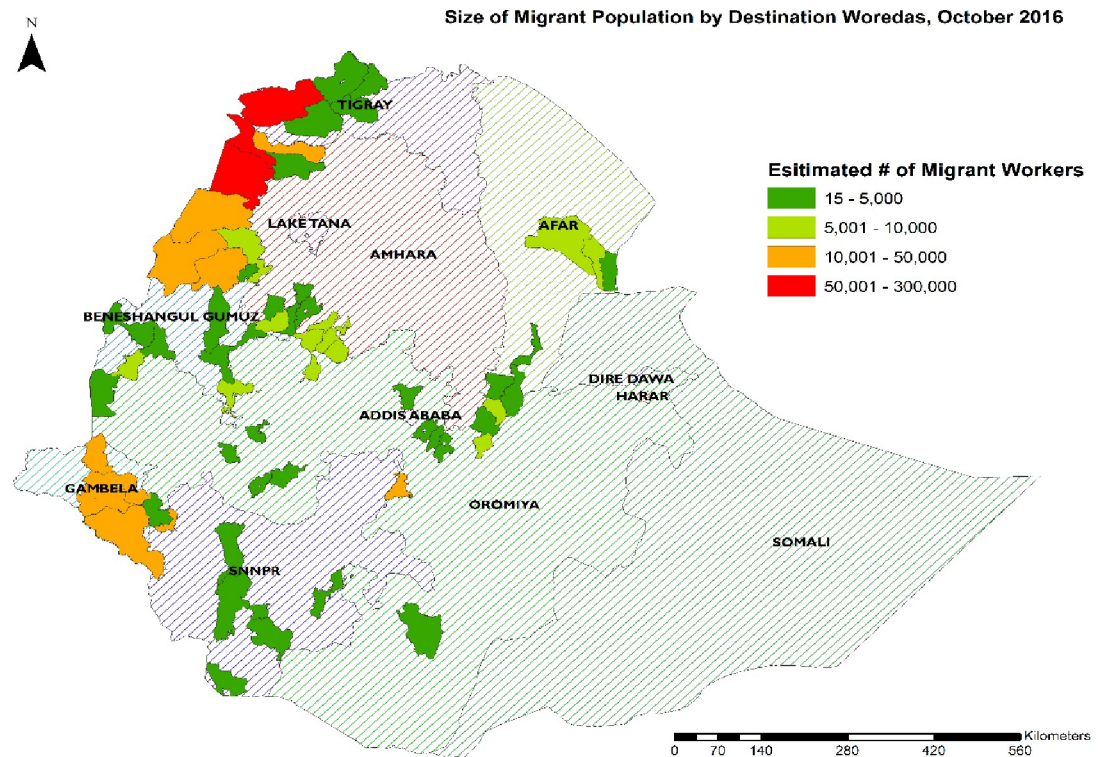 Size of Migrant Population by Destination Woredas, October 2016
N
TIGRAY
Esitimated # of Migrant Workers
15 - 5,000
5,001 - 10,000
10,001 - 50,000
50,001 - 300,000
LAKE TANA
AFAR
AMHARA
BENESHANGUL GUMUZ
DIRE DAWA
HARAR
ADDIS ABABA
GAMBELA
OROMIYA
SOMALI
SNNPR
Kilometers
0 70 140 280 420 560